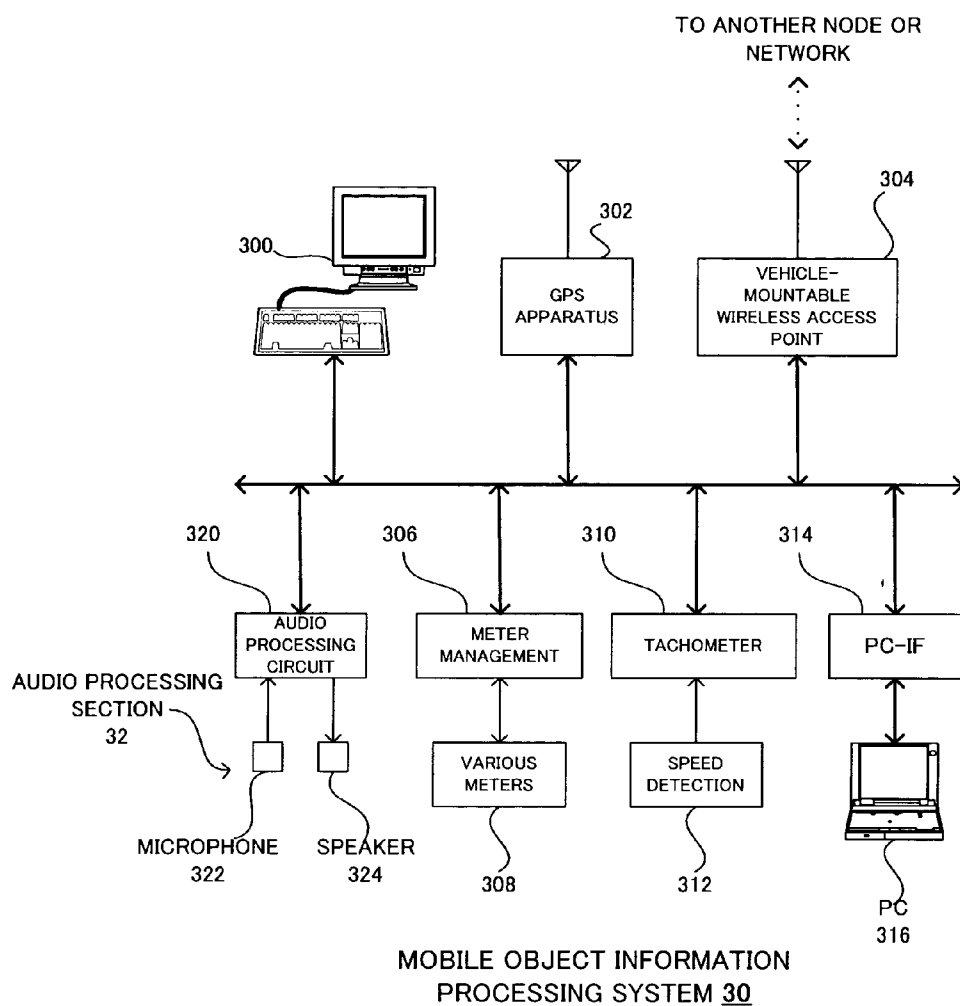 TO ANOTHER NODE OR
NETWORK
300
302
304
GPS
APPARATUS
VEHICLE-
MOUNTABLE
WIRELESS ACCESS
POINT
320
306
310
314
AUDIO
PROCESSING
CIRCUIT
METER
MANAGEMENT
TACHOMETER
PC-IF
AUDIO PROCESSING
SECTION
32
VARIOUS
METERS
SPEED
DETECTION
MICROPHONE
322
SPEAKER
324
308
312
PC
316
MOBILE OBJECT INFORMATION
PROCESSING SYSTEM 30